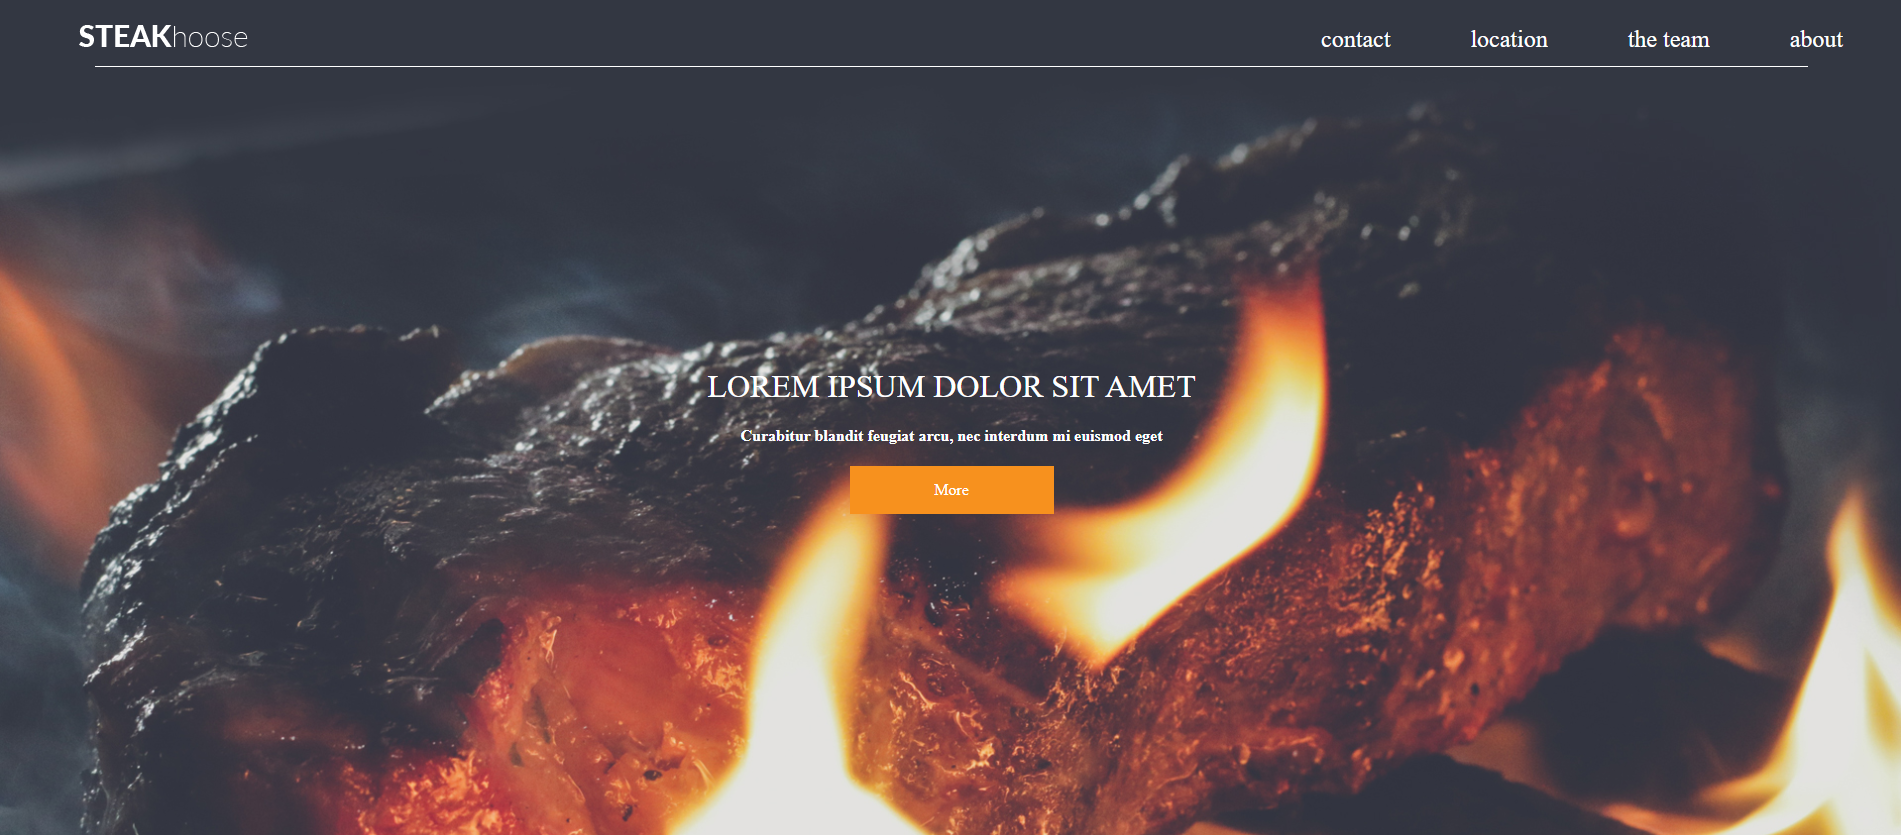 STEAKhoose
contact location the team about
LOREM IPSUM DOLOR SIT AMET
Curabitur blandit feugiat arcu, nec interdum mi euismod eget
More